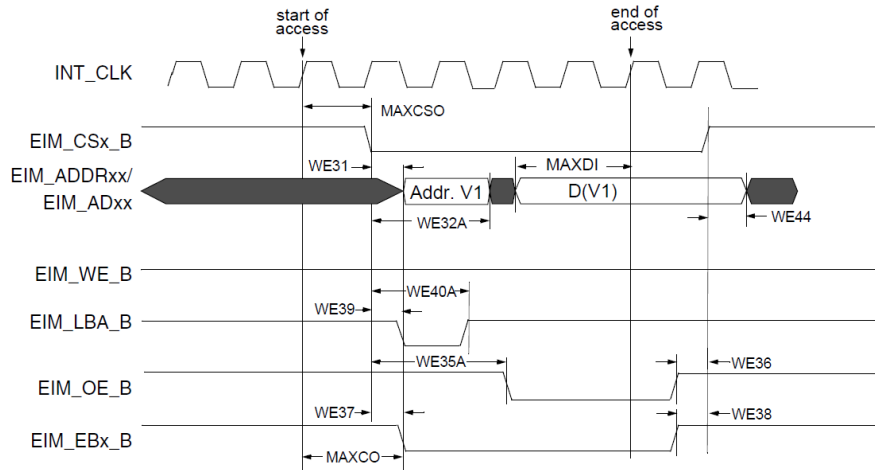 start of
access
end of
access
INT_CLK
MAXCSO
EIM_CSx_B
WE31
MAXDI
EIM_ADDRxx/
EIM_ADxx
Addr. V1
D(V1)
WE32A
WE44
EIM_WE_B
WE40A
WE39
EIM_LBA_B
WE35A
WE36
EIM_OE_B
WE37
WE38
EIM_EBx_B
MAXCO